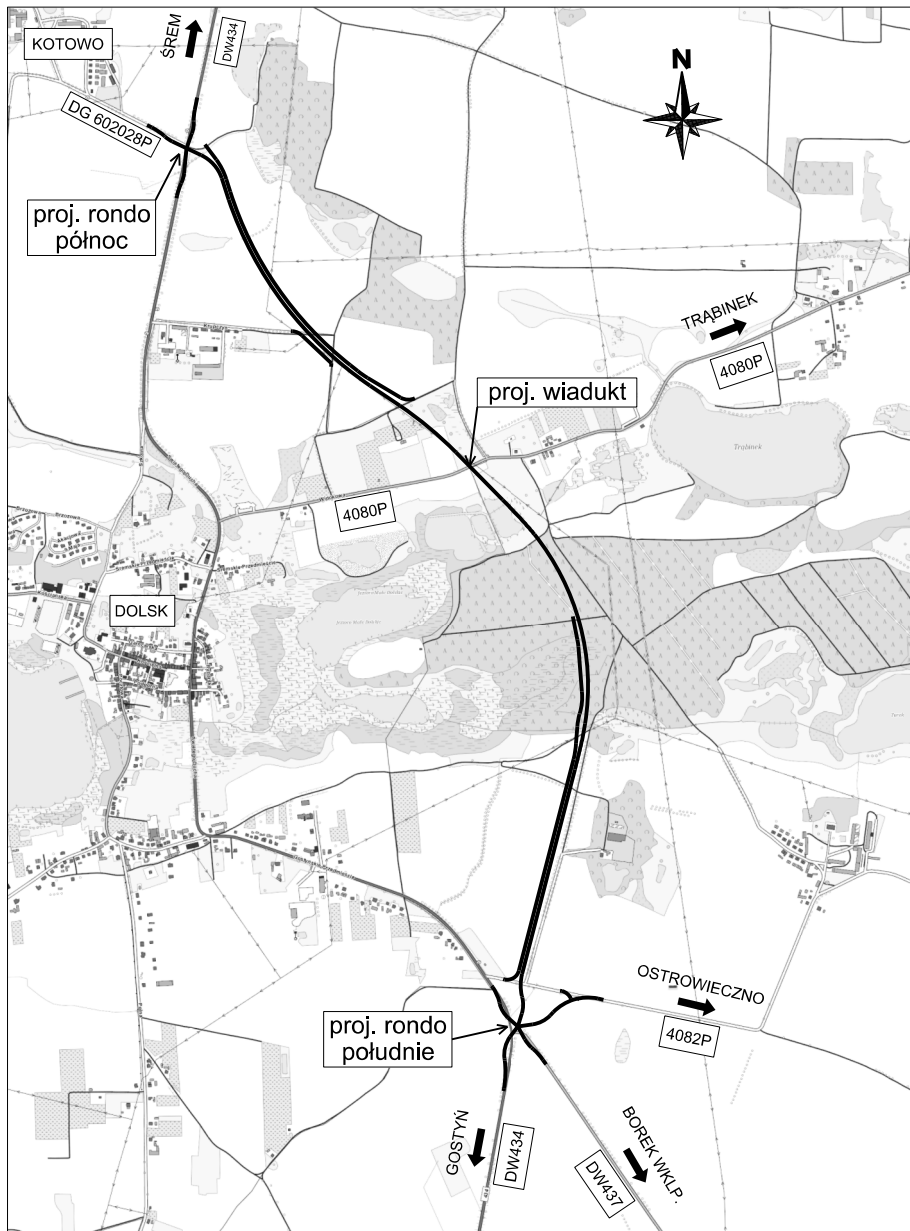 KOTOWO
ŚREM
DW434
N
DG 602028P
proj. rondo
północ
TRĄBINEK
4080P
proj. wiadukt
4080P
DOLSK
OSTROWIECZNO
4082P
proj. rondo
południe
GOSTYŃ
DW434
BOREK WKLP.
DW437